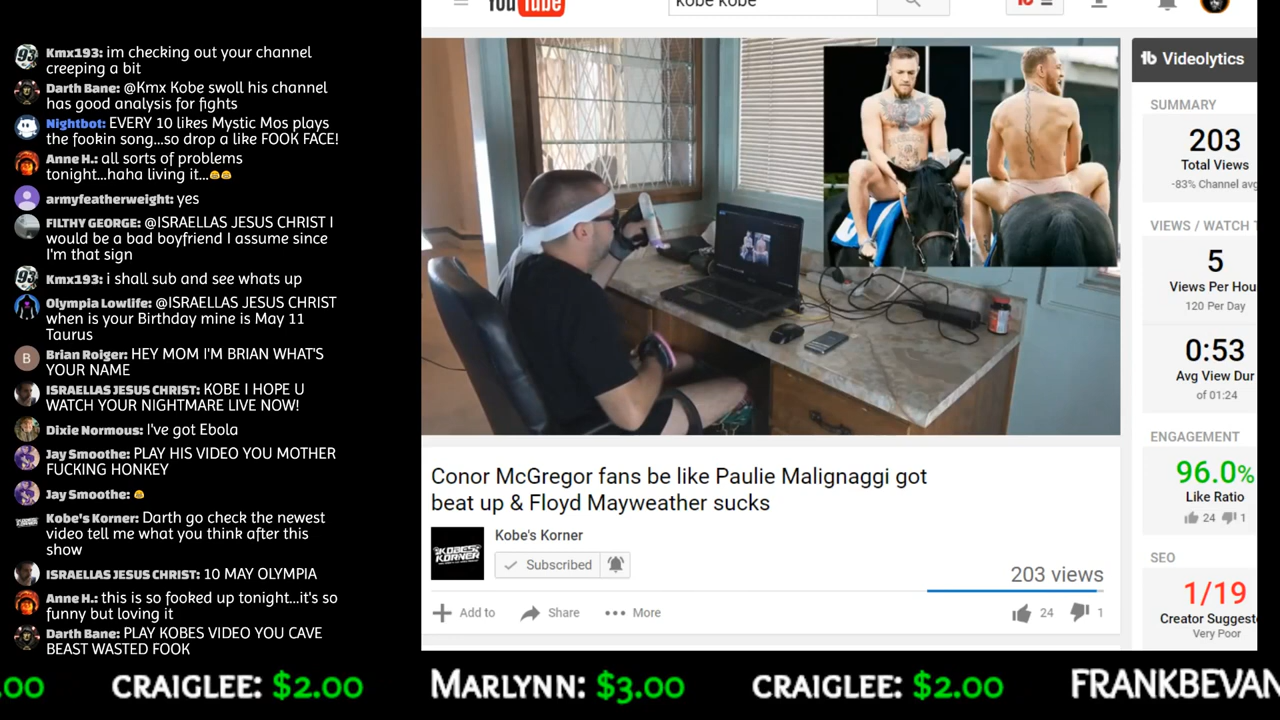 Kmx193: im checking out your channel
creeping a bit
Darth Bane: @Kmx Kobe swoll his channel
has good analysis for fights
Nightbot: EVERY 10 likes Mystic Mos plays
the fookin song...so drop a like FOOK FACE!
Anne H.: all sorts of problems
tonight...haha living it...
armyfeatherweight: yes
FILTHY GEORGE: @ISRAELLAS JESUS CHRIST I
would be a bad boyfriend I assume since
I'm that sign
Kmx193: i shall sub and see whats up
Olympia Lowlife: @ISRAELLAS JESUS CHRIST
when is your Birthday mine is May 11
Taurus
B
Brian Roiger: HEY MOM I'M BRIAN WHAT'S
YOUR NAME
ISRAELLAS JESUS CHRIST: KOBE I HOPE U
WATCH YOUR NIGHTMARE LIVE NOW!
Dixie Normous: I've got Ebola
Jay Smoothe: PLAY HIS VIDEO YOU MOTHER
FUCKING HONKEY
Jay Smoothe:
Kobe's Korner: Darth go check the newest
video tell me what you think after this
show
ISRAELLAS JESUS CHRIST: 10 MAY OLYMPIA
Anne H.: this is so fooked up tonight...it's so
funny but loving it
Darth Bane: PLAY KOBES VIDEO YOU CAVE
BEAST WASTED FOOK
YouTube
kobe kobe
Conor McGregor fans be like Paulie Malignaggi got
beat up & Floyd Mayweather sucks
KOBE'S
KORNER
Kobe's Korner
Subscribed
203 views
Add to
Share
More
24
1
Videolytics
SUMMARY
203
Total Views
-83% Channel avg
VIEWS / WATCH T
5
Views Per Hou
120 Per Day
0:53
Avg View Dur
of 01:24
ENGAGEMENT
96.0%
Like Ratio
24 1
SEO
1/19
Creator Suggest
Very Poor
.00 CRAIGLEE: $2.00 MARLYNN: $3.00 CRAIGLEE: $2.00 FRANKBEVAN